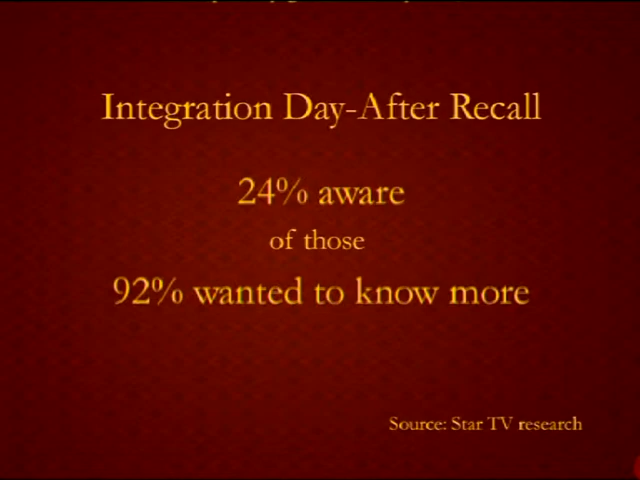 Integration Day-After Recall
24% aware
of those
92% wanted to know more
Source: Star TV research